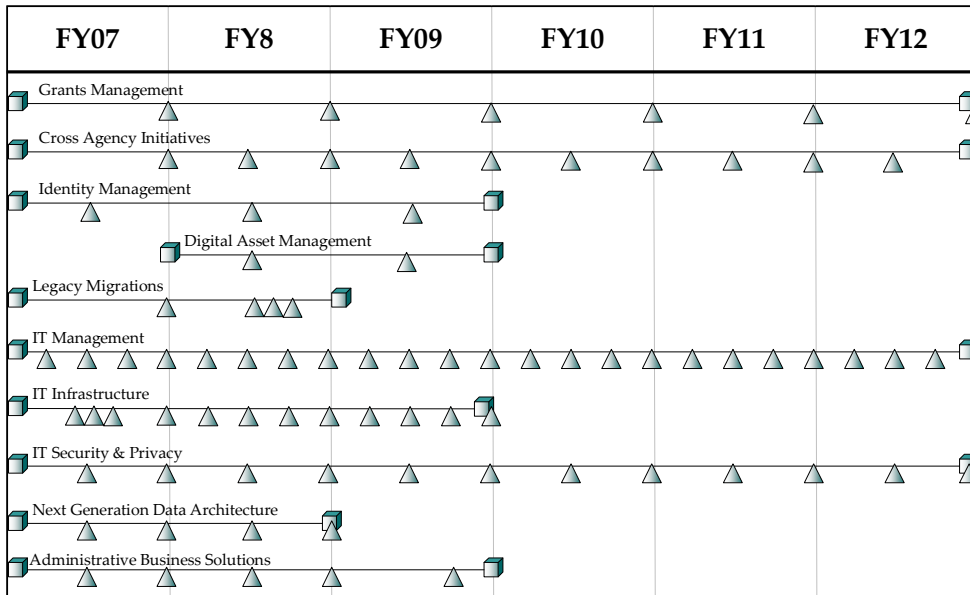 FY07 FY8 FY09 FY10 FY11 FY12
Grants Management
Cross Agency Initiatives
Identity Management
Digital Asset Management
Legacy Migrations
IT Management
IT Infrastructure
IT Security & Privacy
Next Generation Data Architecture
Administrative Business Solutions